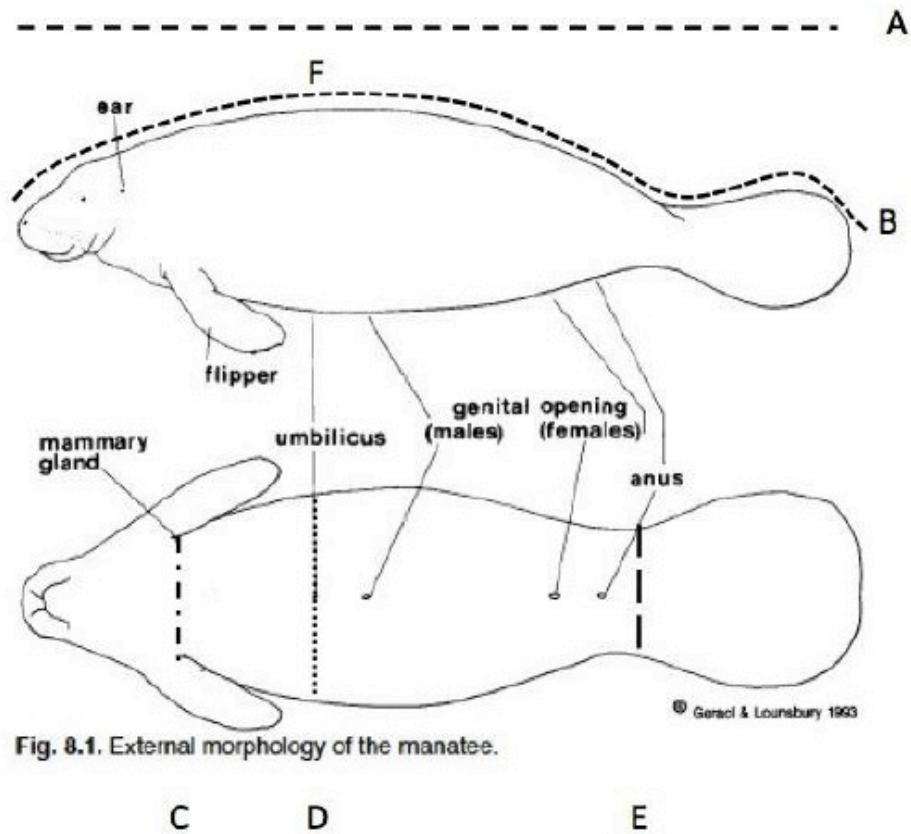 A
F
ear
B
flipper
genital opening
(males) (females)
umbilicus
mammary
gland
anus
© Geraci & Lounsbury 1993
Fig. 8.1. External morphology of the manatee.
C D E